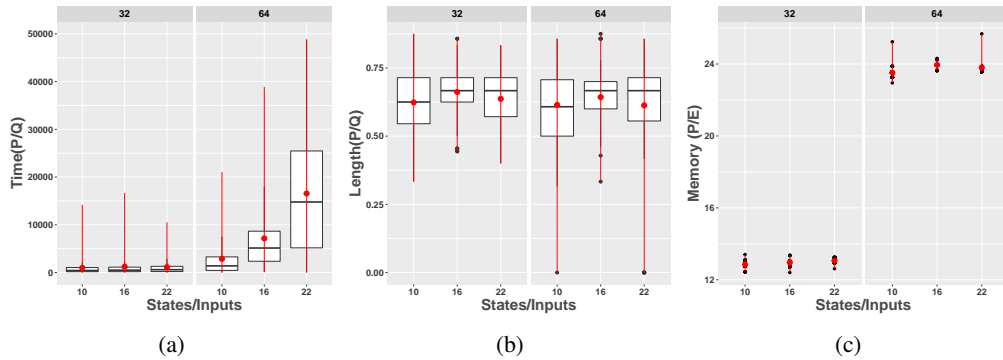 32 64
50000
40000
30000
20000
10000
0
Time(P/Q)
10 16 22 10 16 22
States/Inputs
(a)
32 64
0.75
0.50
0.25
0.00
Length(P/Q)
10 16 22 10 16 22
States/Inputs
(b)
32 64
24
20
16
12
Memory (P/E)
10 16 22 10 16 22
States/Inputs
(c)